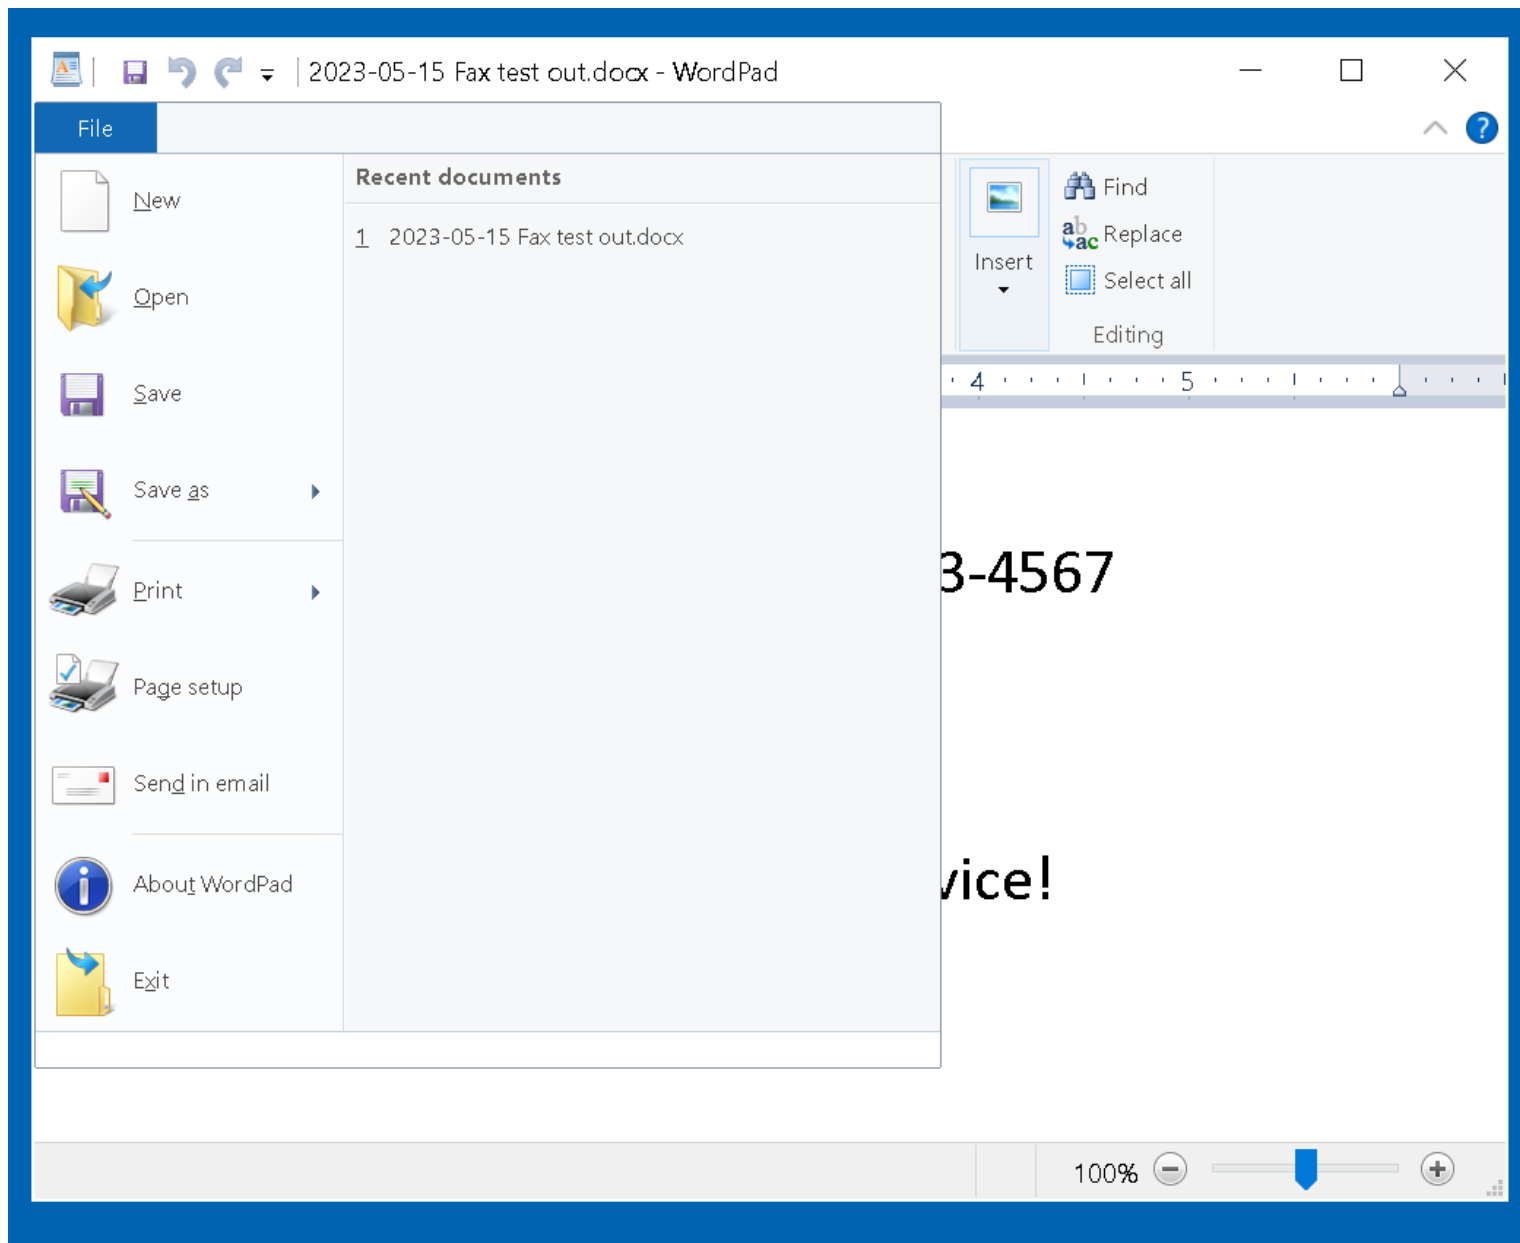 2023-05-15 Fax test out.docx - WordPad
File
New
Open
Save
Save as
Print
Page setup
Send in email
About WordPad
Exit
Recent documents
1 2023-05-15 Fax test out.docx
Insert
Find
Replace
Select all
Editing
4 5
3-4567
vice!
100%